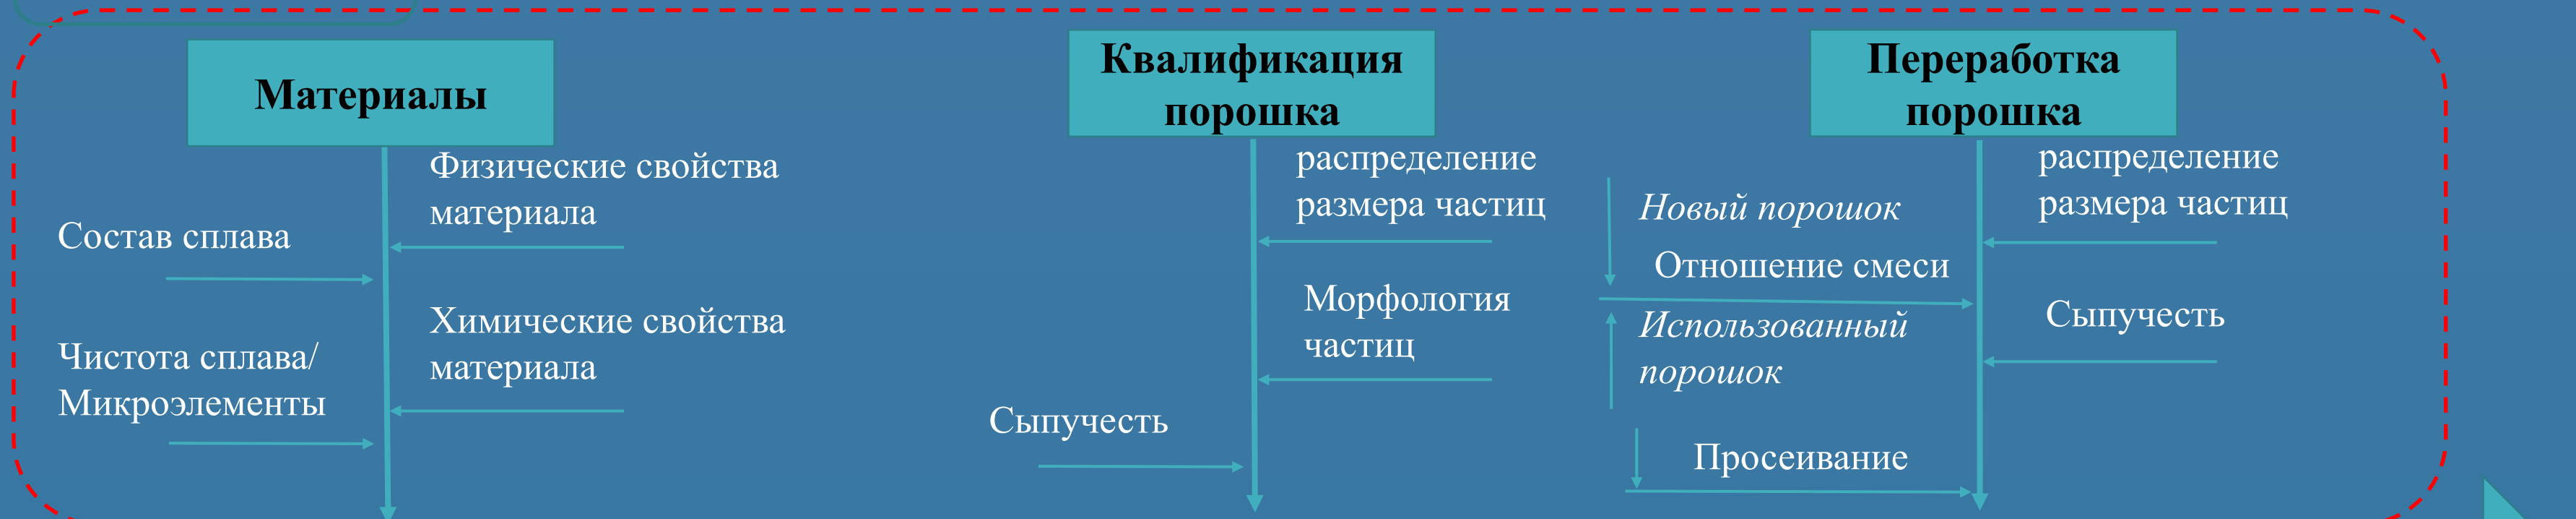 Материалы
Физические свойства
материала
Состав сплава
Химические свойства
материала
Чистота сплава/
Микроэлементы
Квалификация
порошка
распределение
размера частиц
Морфология
частиц
Сыпучесть
Переработка
порошка
распределение
размера частиц
Новый порошок
Отношение смеси
Использованный
порошок
Сыпучесть
Просеивание